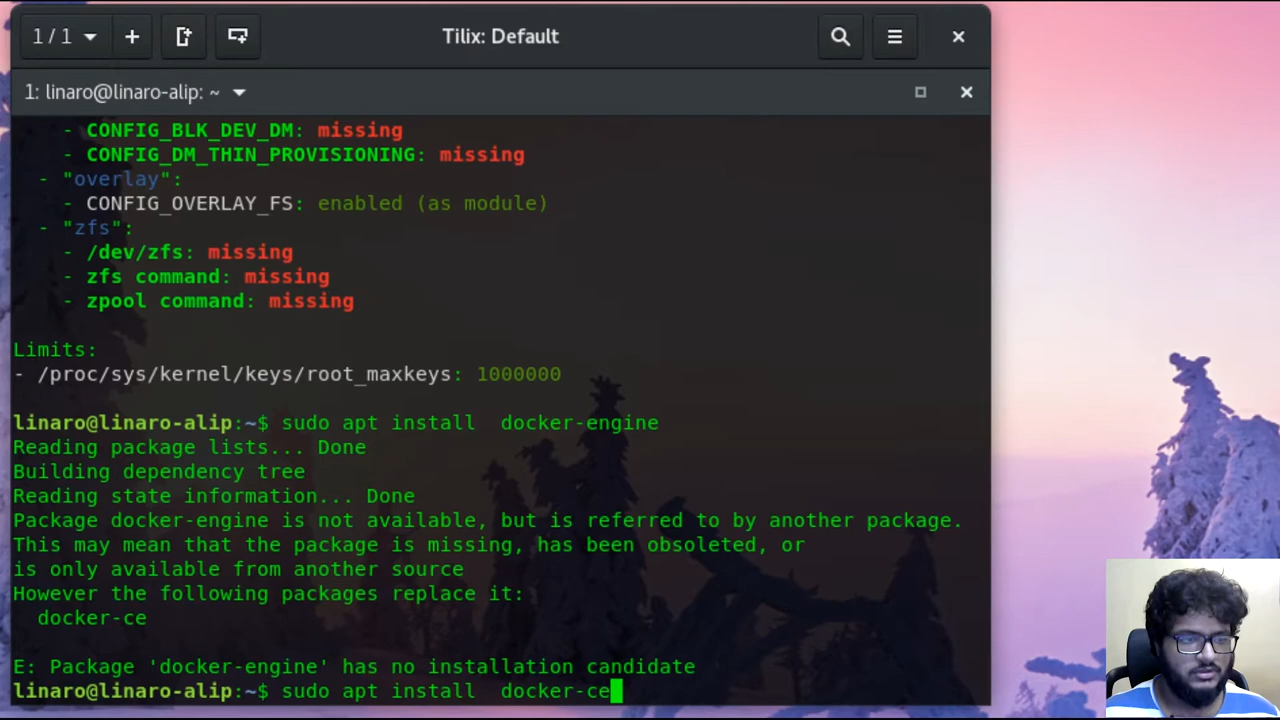 1 / 1
Tilix: Default
1: linaro@linaro-alip: ~
- CONFIG_BLK_DEV_DM: missing
- CONFIG_DM_THIN_PROVISIONING: missing
- "overlay":
- CONFIG_OVERLAY_FS: enabled (as module)
- "zfs":
- /dev/zfs: missing
- zfs command: missing
- zpool command: missing
Limits:
- /proc/sys/kernel/keys/root_maxkeys: 1000000
linaro@linaro-alip:~$ sudo apt install  docker-engine
Reading package lists... Done
Building dependency tree
Reading state information... Done
Package docker-engine is not available, but is referred to by another package.
This may mean that the package is missing, has been obsoleted, or
is only available from another source
However the following packages replace it:
docker-ce
E: Package 'docker-engine' has no installation candidate
linaro@linaro-alip:~$ sudo apt install  docker-ce